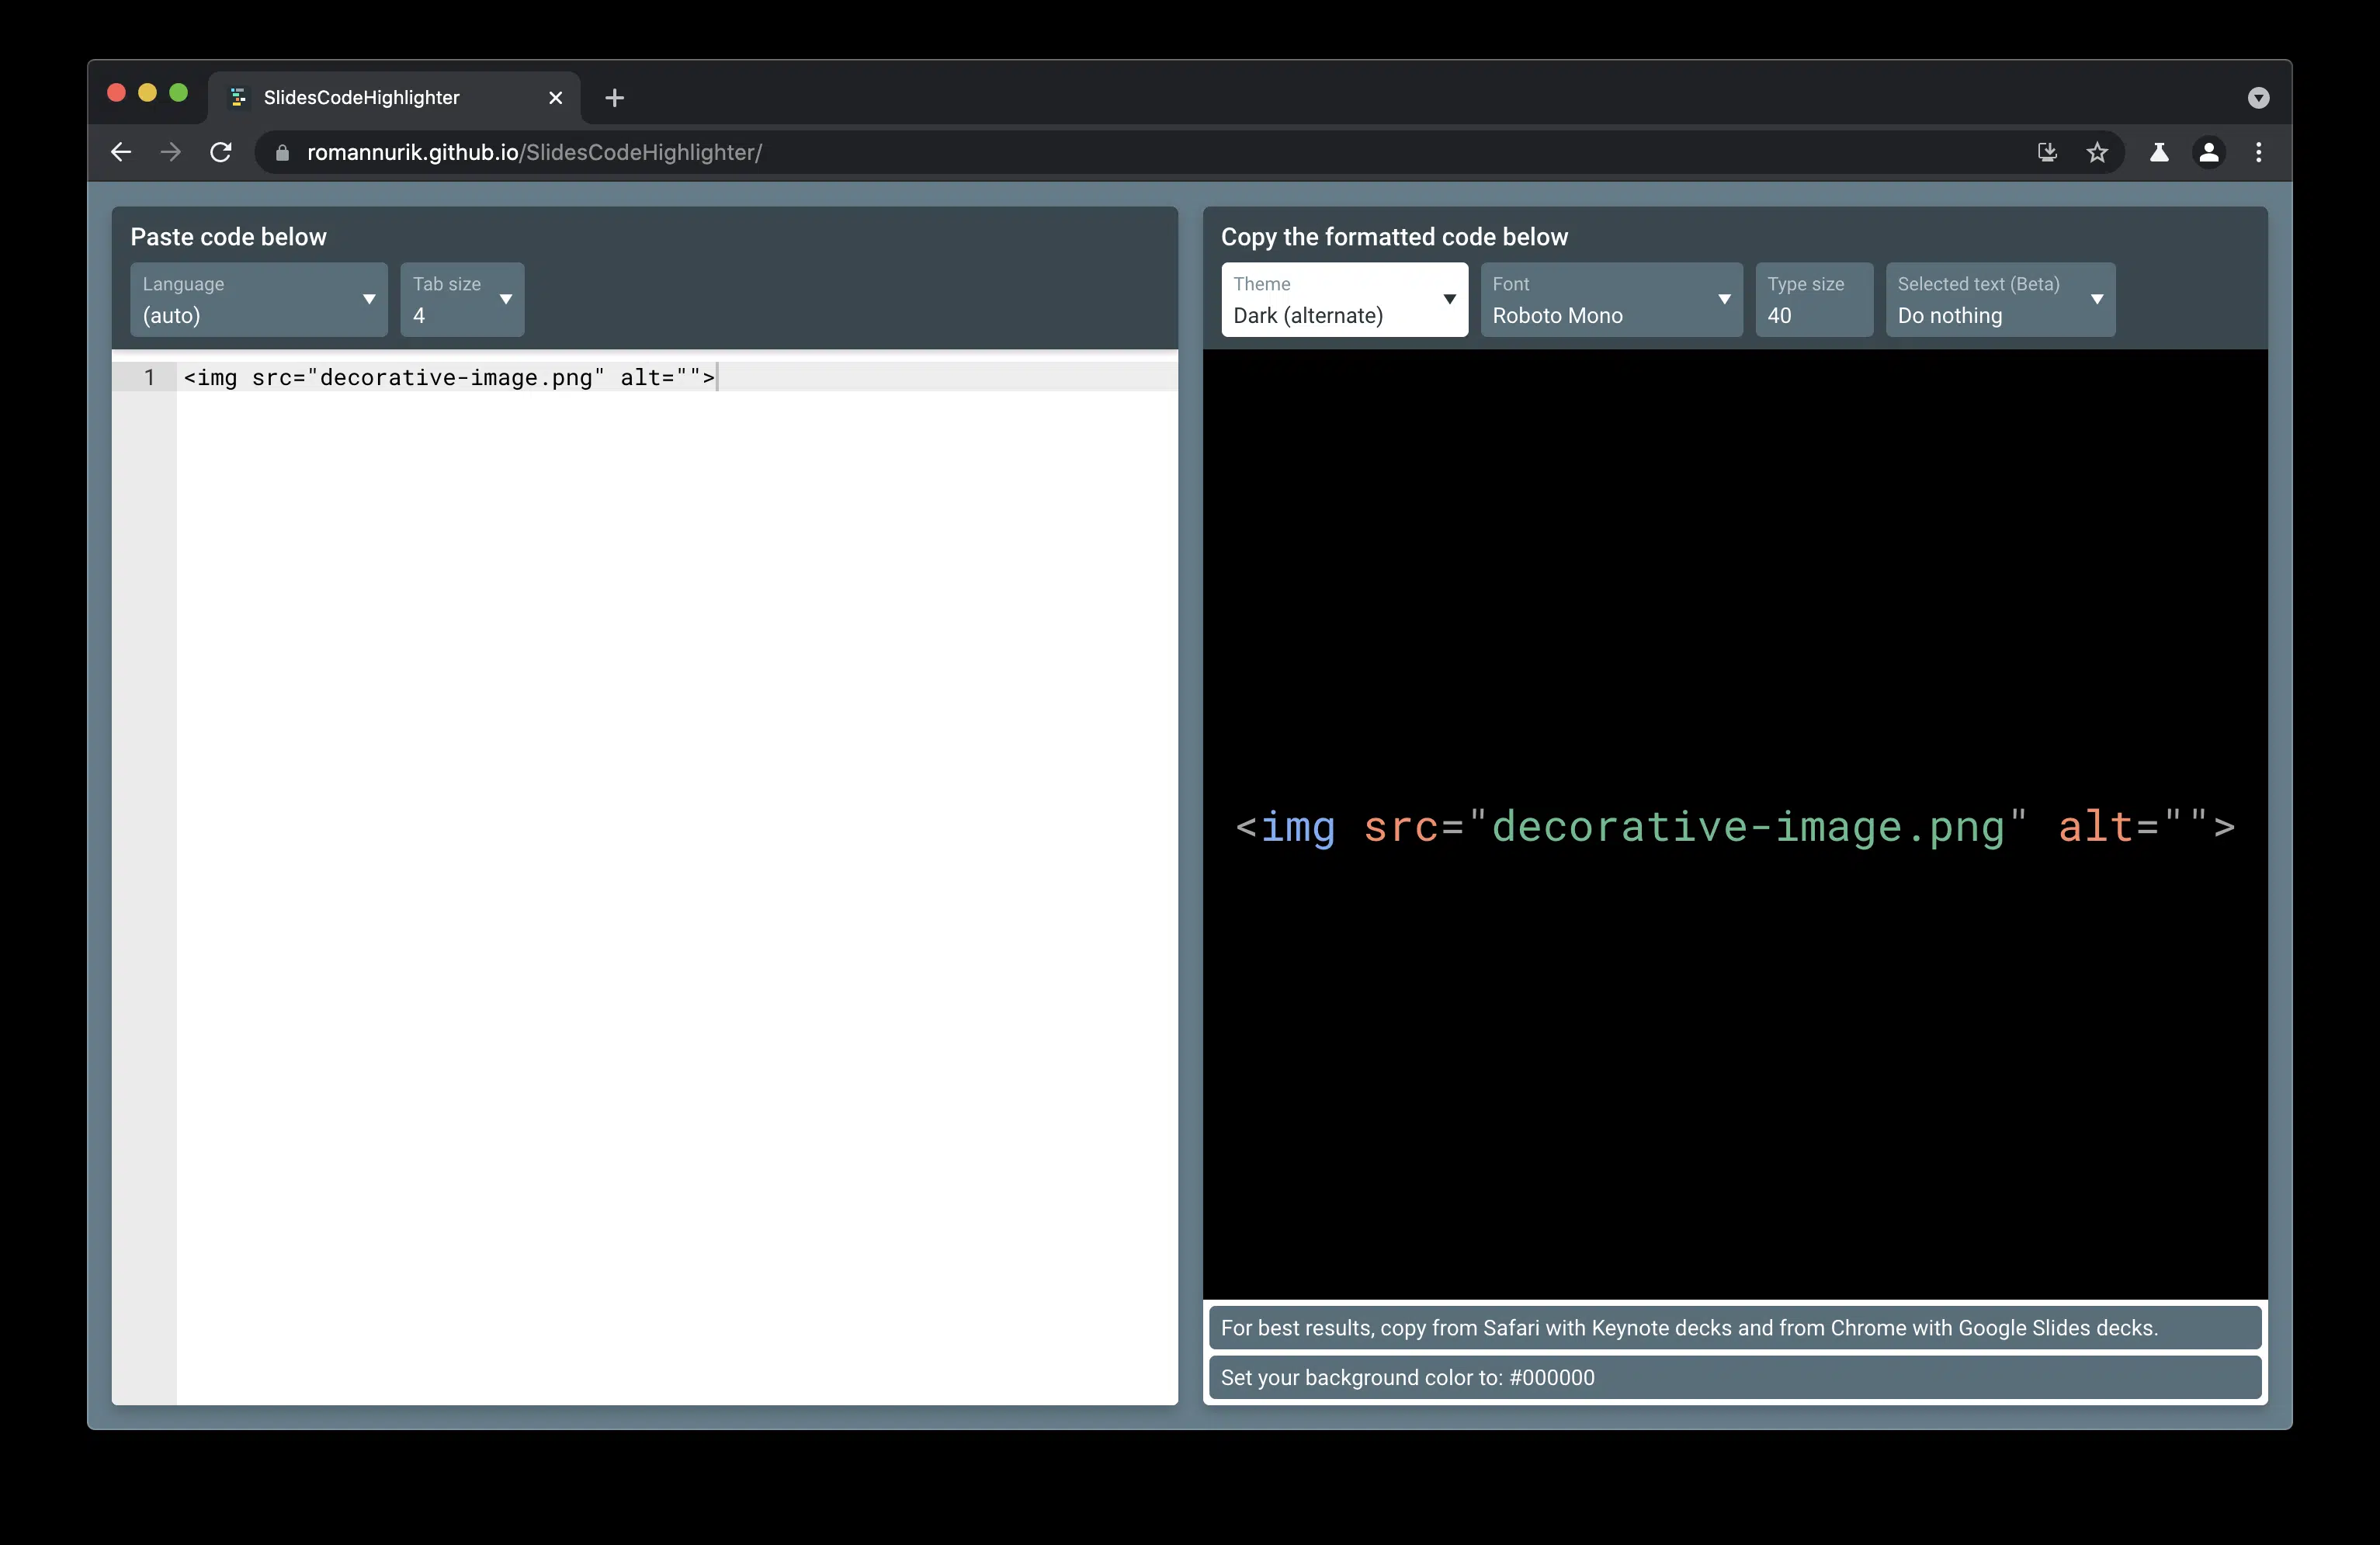 SlidesCodeHighlighter
romannurik.github.io/SlidesCodeHighlighter/
Paste code below
Language
(auto)
Tab size
4
1
<img src="decorative-image.png" alt="">
Copy the formatted code below
Theme
Dark (alternate)
Font
Roboto Mono
Type size
40
Selected text (Beta)
Do nothing
<img src="decorative-image.png" alt="">
For best results, copy from Safari with Keynote decks and from Chrome with Google Slides decks.
Set your background color to: #000000